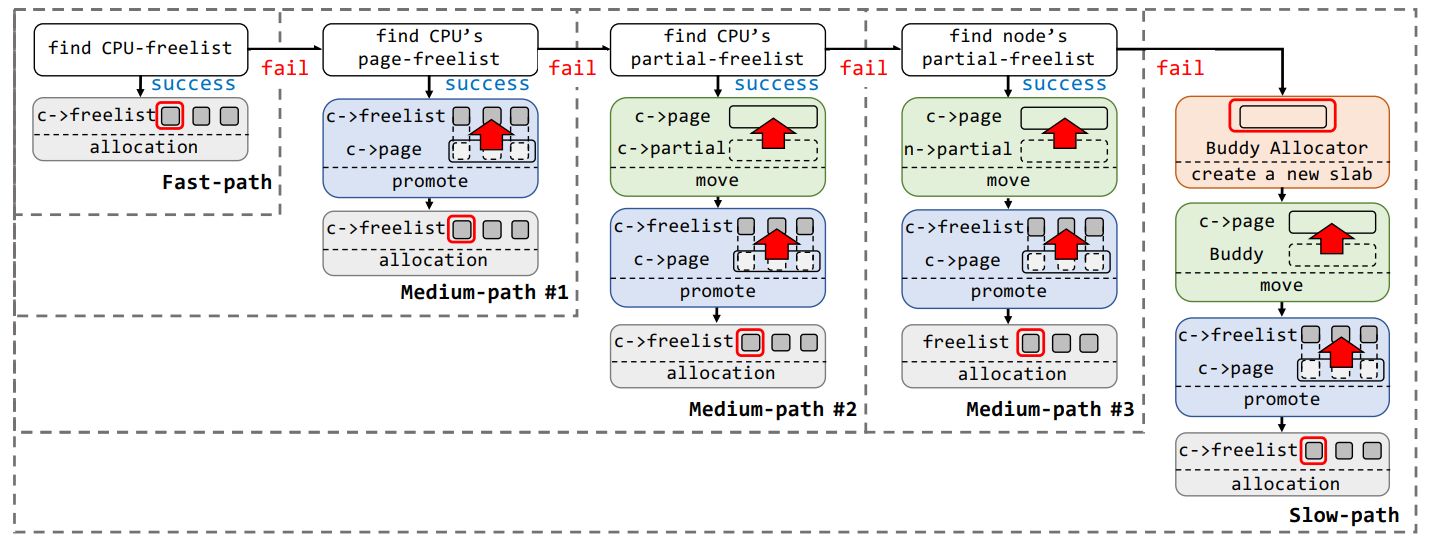 find CPU-freelist
fail
success
c->freelist
allocation
Fast-path
find CPU's
page-freelist
fail
success
c->freelist
c->page
promote
c->freelist
allocation
Medium-path #1
find CPU's
partial-freelist
fail
success
c->page
c->partial
move
c->freelist
c->page
promote
c->freelist
allocation
Medium-path #2
find node's
partial-freelist
fail
success
c->page
n->partial
move
c->freelist
c->page
promote
freelist
allocation
Medium-path #3
Buddy Allocator
create a new slab
c->page
Buddy
move
c->freelist
c->page
promote
c->freelist
allocation
Slow-path